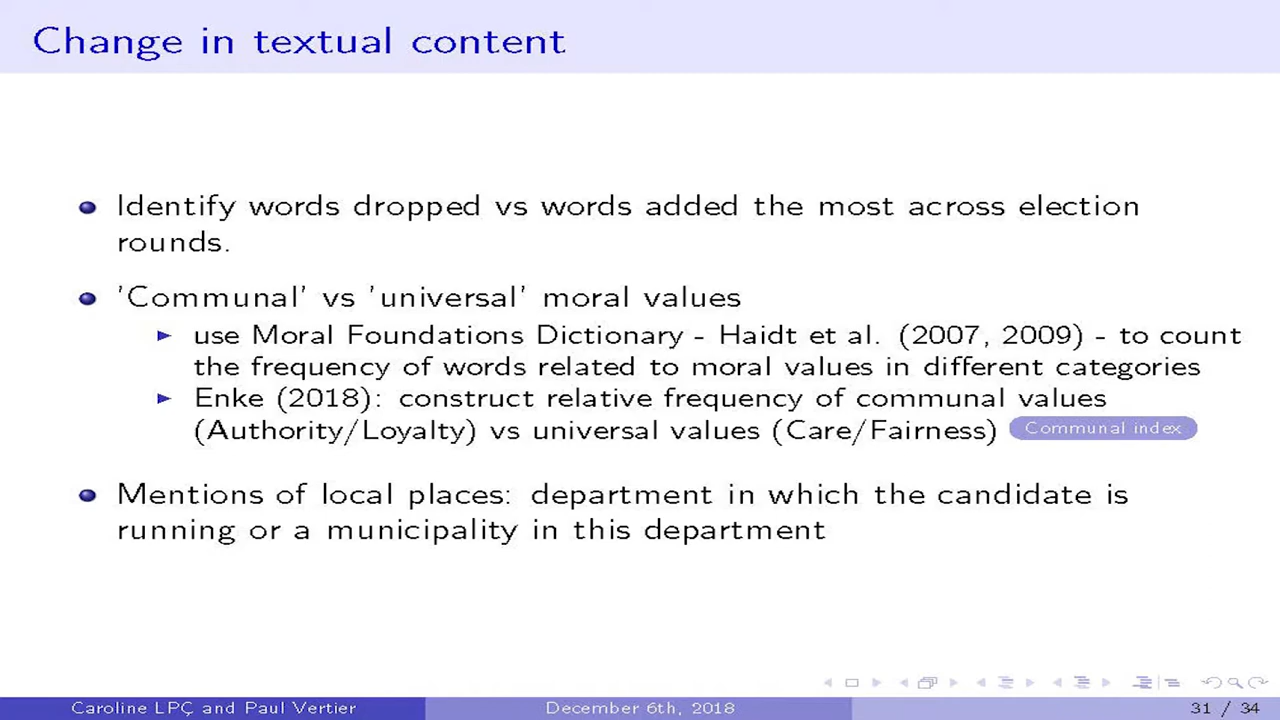 Change in textual content
Identify words dropped vs words added the most across election
rounds.
'Communal' vs 'universal' moral values
use Moral Foundations Dictionary - Haidt et al. (2007, 2009) - to count
the frequency of words related to moral values in different categories
Enke (2018): construct relative frequency of communal values
(Authority/Loyalty) vs universal values (Care/Fairness) Communal index
Mentions of local places: department in which the candidate is
running or a municipality in this department
Caroline LPÇ and Paul Vertier December 6th, 2018 31 / 34